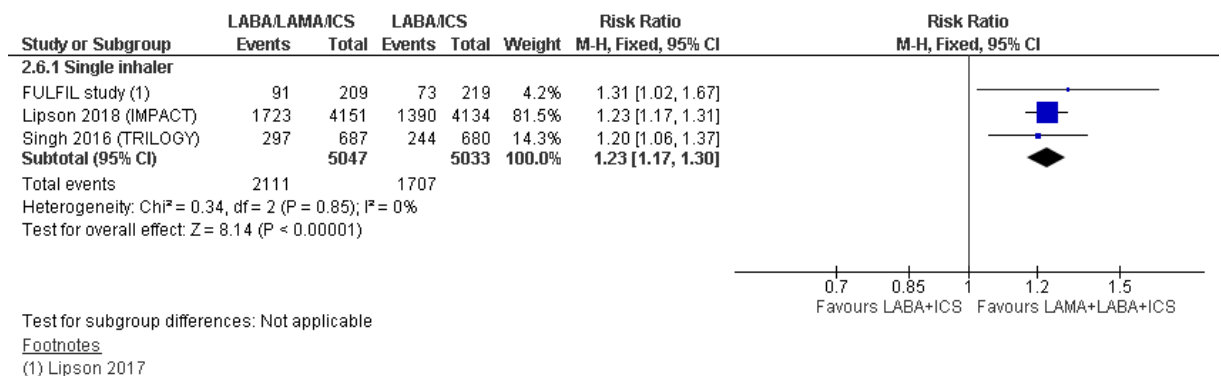 LABA/LAMA/ICS LABA/ICS Risk Ratio Risk Ratio
Study or Subgroup Events Total Events Total Weight M-H, Fixed, 95% CI M-H, Fixed, 95% CI
2.6.1 Single inhaler
FULFIL study (1) 91 209 73 219 4.2% 1.31 [1.02, 1.67]
Lipson 2018 (IMPACT) 1723 4151 1390 4134 81.5% 1.23 [1.17, 1.31]
Singh 2016 (TRILOGY) 297 687 244 680 14.3% 1.20 [1.06, 1.37]
Subtotal (95% CI) 5047 5033 100.0% 1.23 [1.17, 1.30]
Total events 2111 1707
Heterogeneity: Chi² = 0.34, df = 2 (P = 0.85); I² = 0%
Test for overall effect: Z = 8.14 (P < 0.00001)
0.7 0.85 1 1.2 1.5
Favours LABA+ICS Favours LAMA+LABA+ICS
Test for subgroup differences: Not applicable
Footnotes
(1) Lipson 2017